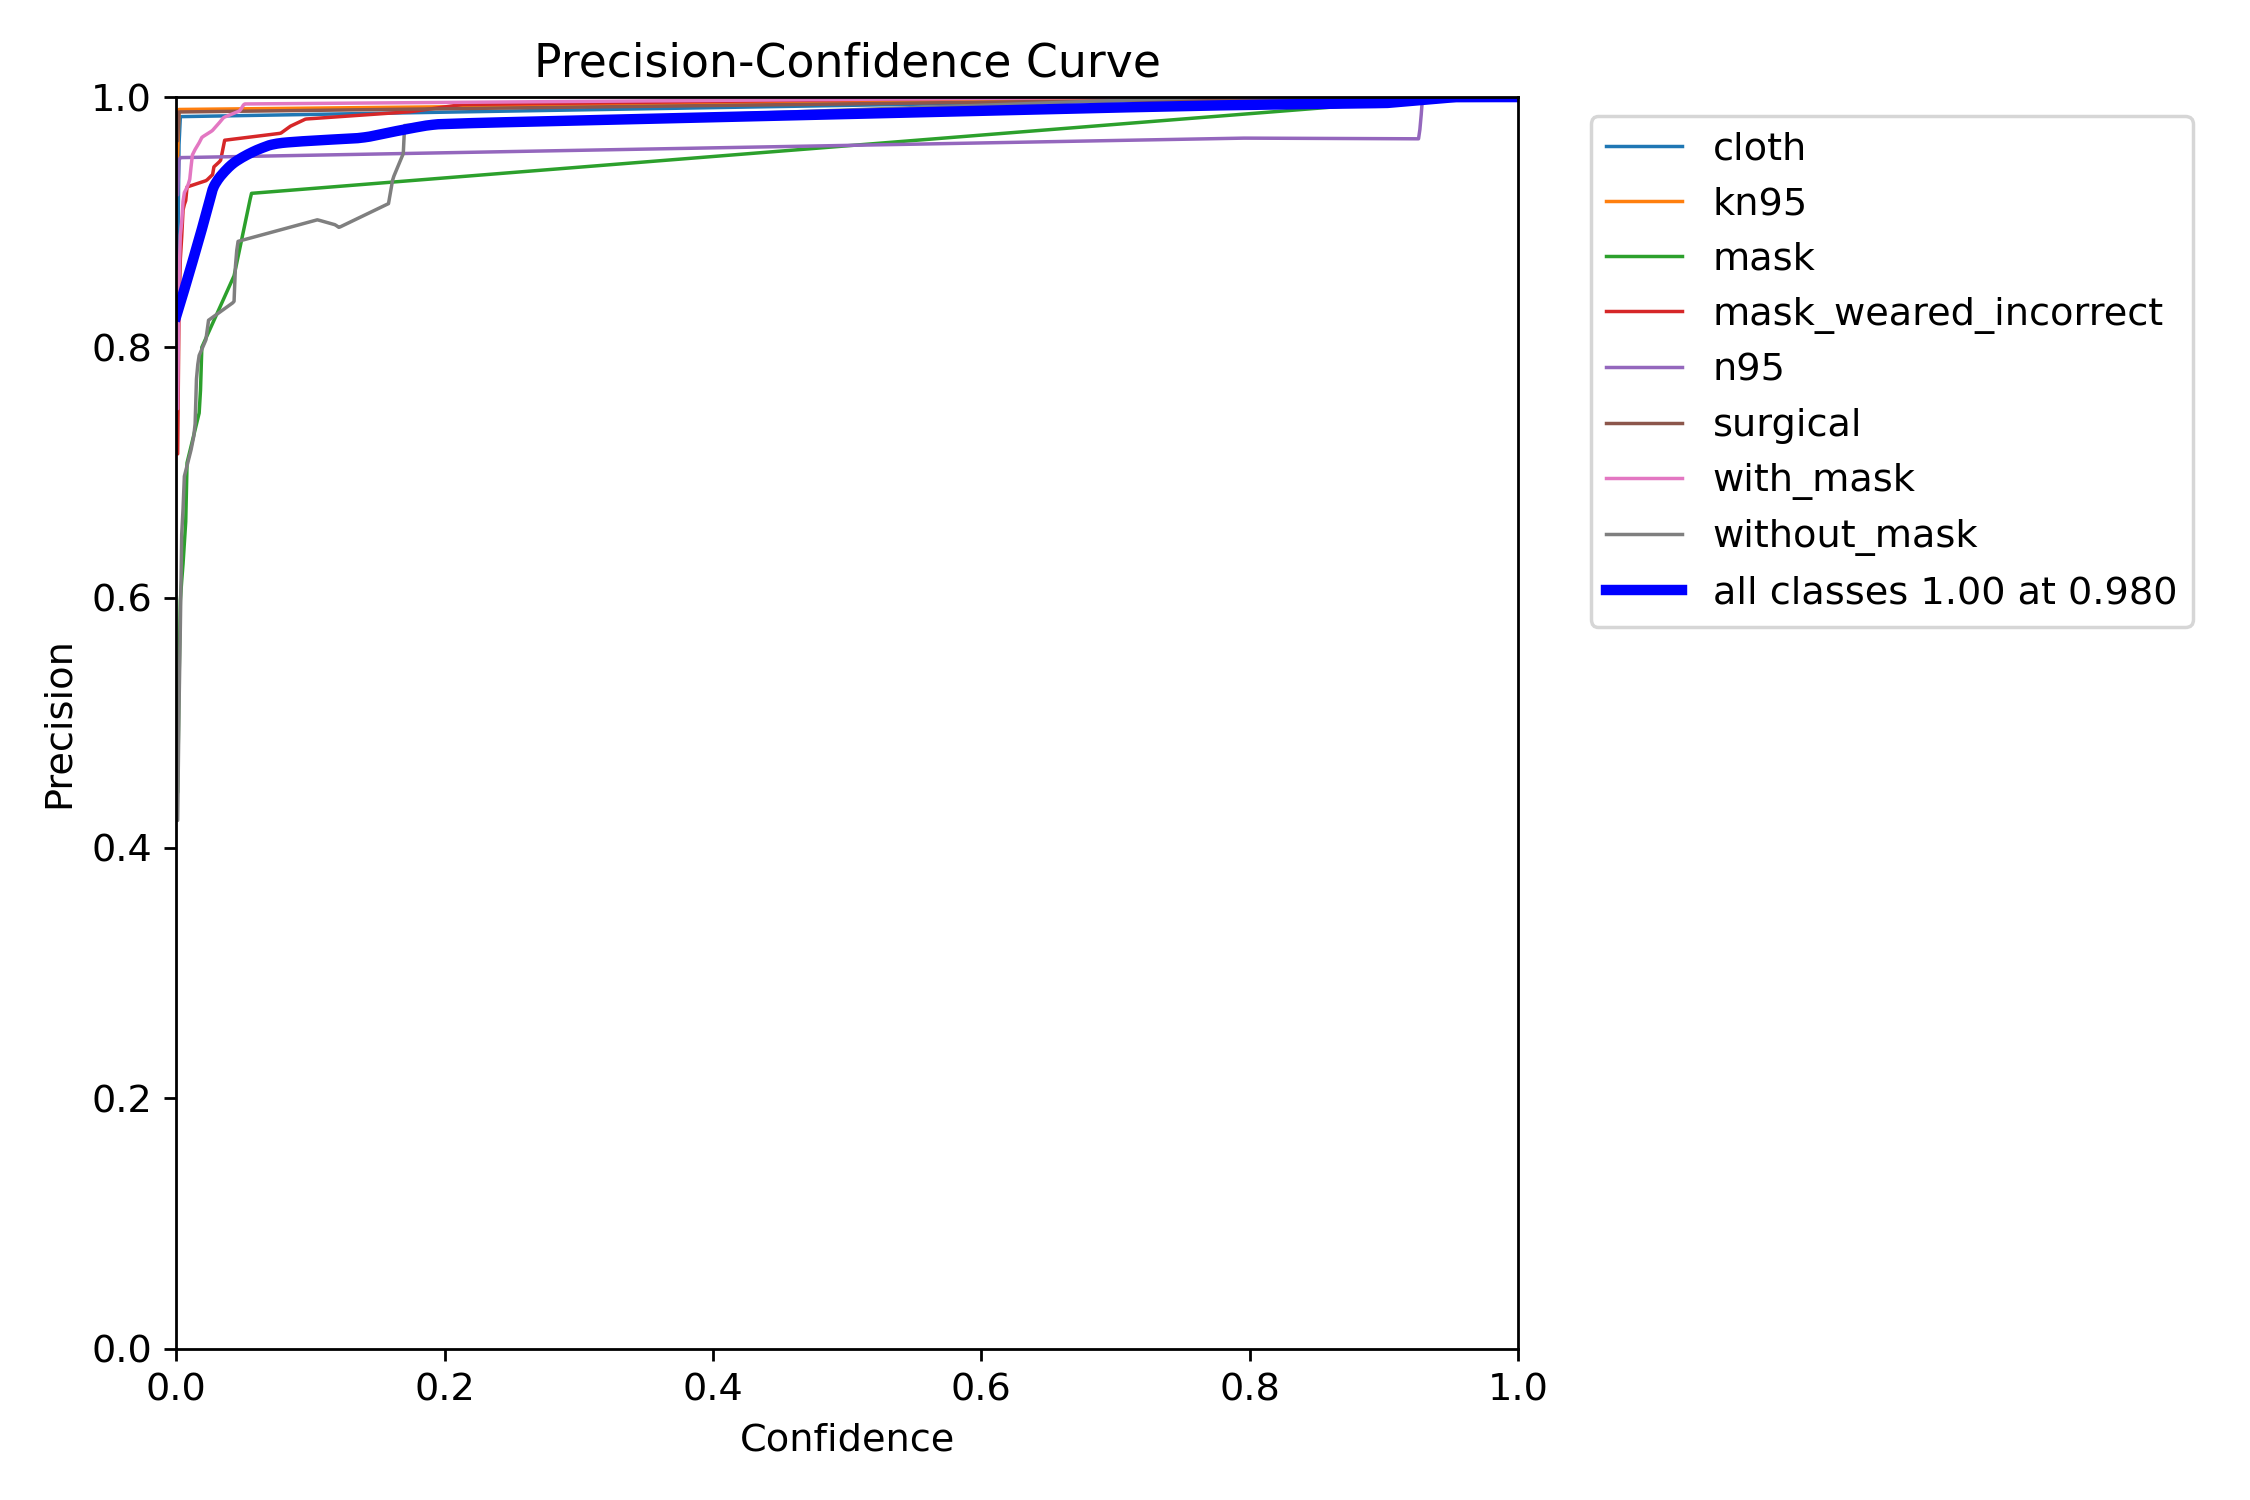 Precision-Confidence Curve
1.0
0.8
0.6
0.4
0.2
0.0
Precision
0.0 0.2 0.4 0.6 0.8 1.0
Confidence
cloth
kn95
mask
mask_weared_incorrect
n95
surgical
with_mask
without_mask
all classes 1.00 at 0.980